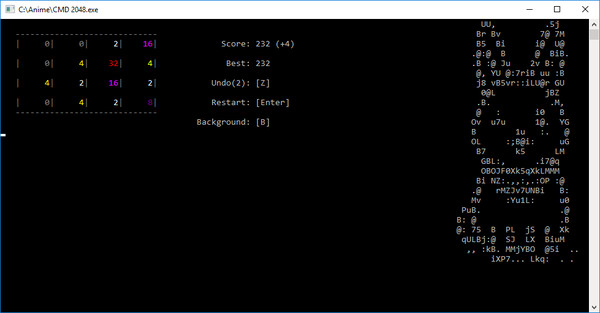 C:\Anime\CMD 2048.exe
| 0| 0| 2| 16| Score: 232 (+4)
| 0| 4| 32| 4| Best: 232
| 4| 2| 16| 2| Undo(2): [Z]
| 0| 4| 2| 8| Restart: [Enter]
Background: [B]
UU, .5j
Br Bv 7@ 7M
B5 Bi i@ U@
.@:@ B @ BiB.
.B :@ Ju 2v B: @
@, YU @:7riB uu :B
j8 vB5vr::iLU@r GU
0@L jBZ
.B. .M,
@ : i0 B
Ov u7u 1@. YG
B 1u :. @
OL :;B@i: uG
B7 k5 LM
GBL:, .i7@q
OBOJF0Xk5qXkLMMM
Bi NZ:.,,:,.:OP :@
.@ rMZJv7UNBi B:
Mv :Yu1L: u0
PuB. .@
B: @ .B
@: 75 B PL jS @ Xk
qULBj:@ SJ LX BiuM
,, :kB. MMjYBO @5i ..
iXP7... Lkq: . .